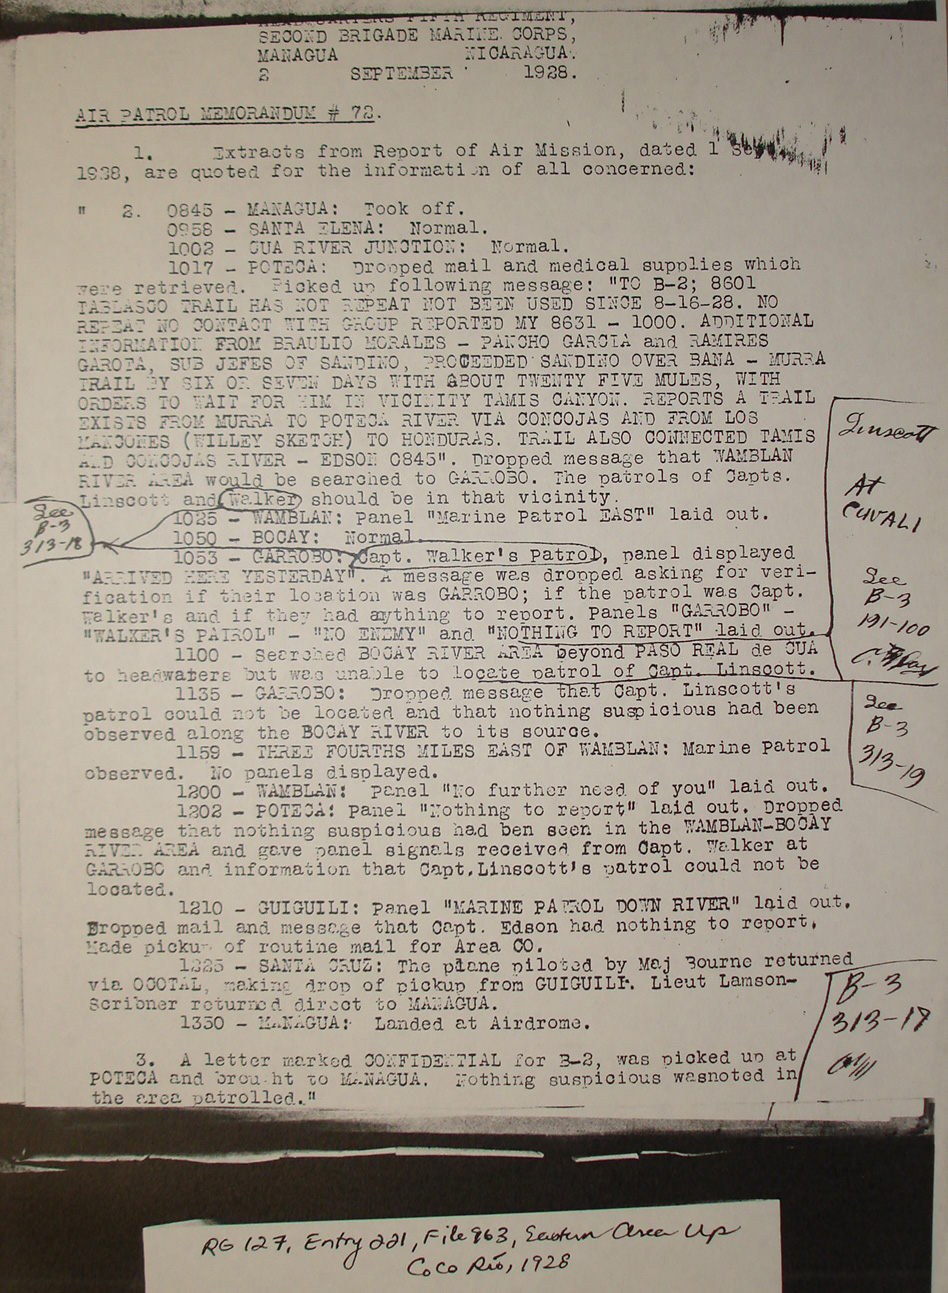 HEADQUARTERS FIFTH REGIMENT,
SECOND BRIGADE MARINE CORPS,
MANAGUA NICARAGUA.
2 SEPTEMBER 1928.
AIR PATROL MEMORANDUM # 72.
1. Extracts from Report of Air Mission, dated 1 Se
1928, are quoted for the information of all concerned:
" 2. 0845 - MANAGUA: Took off.
0958 - SANTA ELENA: Normal.
1002 - CUA RIVER JUNCTION: Normal.
1017 - POTECA: Dropped mail and medical supplies which
were retrieved. Picked up following message: "TO B-2; 8601
TABLASCO TRAIL HAS NOT REPEAT NOT BEEN USED SINCE 8-16-28. NO
REPEAT NO CONTACT WITH GROUP REPORTED MY 8631 - 1000. ADDITIONAL
INFORMATION FROM BRAULIO MORALES - PANCHO GARCIA and RAMIRES
GAROTA, SUB JEFES OF SANDINO, PROCEEDED SANDINO OVER BANA - MURRA
TRAIL BY SIX OR SEVEN DAYS WITH ABOUT TWENTY FIVE MULES, WITH
ORDERS TO WAIT FOR HIM IN VICINITY TAMIS CANYON. REPORTS A TRAIL
EXISTS FROM MURRA TO POTECA RIVER VIA CONCOJAS AND FROM LOS
MANCONES (WILLEY SKETCH) TO HONDURAS. TRAIL ALSO CONNECTED TAMIS
AND CONCOJAS RIVER - EDSON 0845". Dropped message that WAMBLAN
RIVER AREA would be searched to GARROBO. The patrols of Capts.
Linscott and Walker should be in that vicinity.
1025 - WAMBLAN: Panel "Marine Patrol EAST" laid out.
1050 - BOCAY: Normal.
1053 - GARROBO: Capt. Walker's Patrol, panel displayed
"ARRIVED HERE YESTERDAY". A message was dropped asking for veri-
fication if their location was GARROBO; if the patrol was Capt.
Walker's and if they had anything to report. Panels "GARROBO" -
"WALKER'S PATROL" - "NO ENEMY" and "NOTHING TO REPORT" laid out.
1100 - Searched BOCAY RIVER AREA beyond PASO REAL de CUA
to headwaters but was unable to locate patrol of Capt. Linscott.
1135 - GARROBO: Dropped message that Capt. Linscott's
patrol could not be located and that nothing suspicious had been
observed along the BOCAY RIVER to its source.
1159 - THREE FOURTHS MILES EAST OF WAMBLAN: Marine Patrol
observed. No panels displayed.
1200 - WAMBLAN: Panel "No further need of you" laid out.
1202 - POTECA: Panel "Nothing to report" laid out. Dropped
message that nothing suspicious had ben seen in the WAMBLAN-BOCAY
RIVER AREA and gave panel signals received from Capt. Walker at
GARROBO and information that Capt.Linscott's patrol could not be
located.
1210 - GUIGUILI: Panel "MARINE PATROL DOWN RIVER" laid out.
Dropped mail and message that Capt. Edson had nothing to report.
Made pickup of routine mail for Area CO.
1225 - SANTA CRUZ: The plane piloted by Maj Bourne returned
via OCOTAL, making drop of pickup from GUIGUILI. Lieut Lamson-
Scribner returned direct to MANAGUA.
1350 - MANAGUA: Landed at Airdrome.
3. A letter marked CONFIDENTIAL for B-2, was picked up at
POTECA and brought to MANAGUA. Nothing suspicious wasnoted in
the area patrolled."
See
B-3
313-18
Linscott
At
CUVALI
See
B-3
191-100
See
B-3
313-19
B-3
313-17
RG 127, Entry 221, File 963, Eastern Area Up
Coco Río, 1928